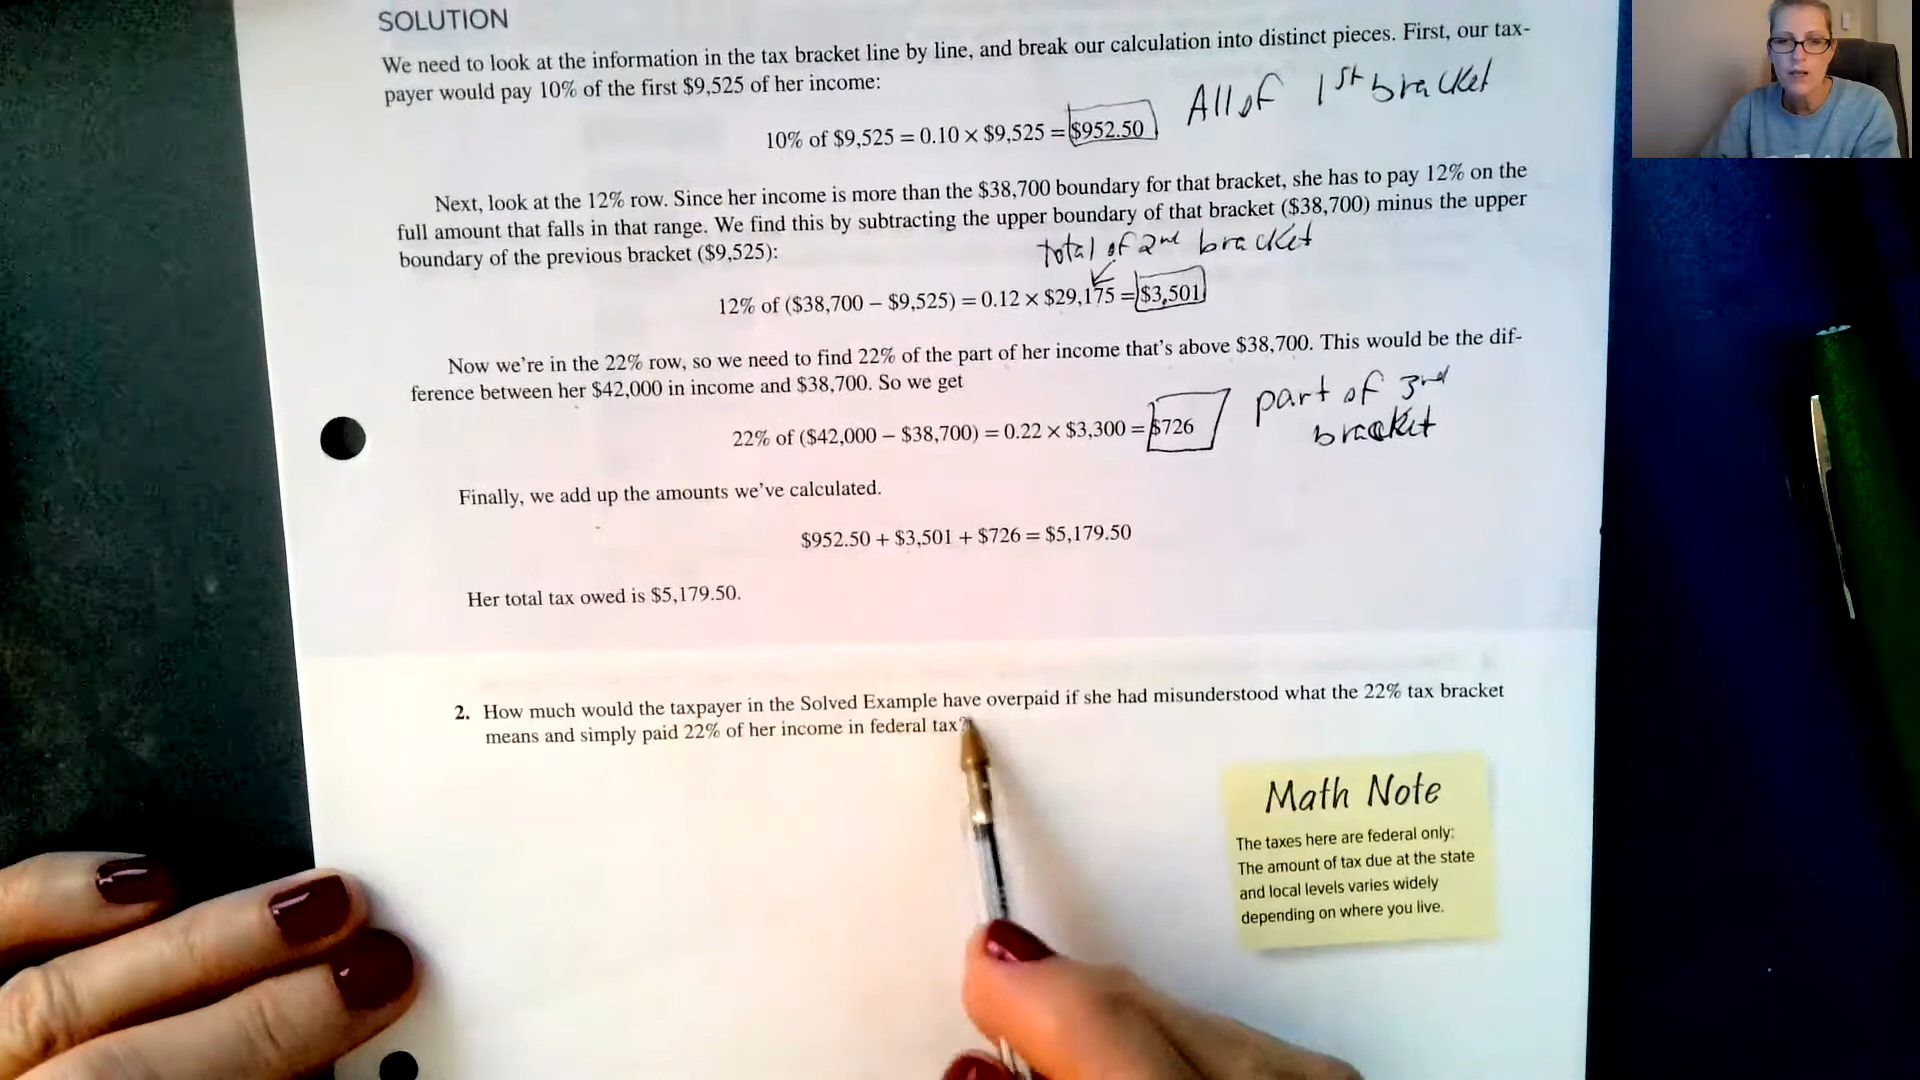 SOLUTION
We need to look at the information in the tax bracket line by line, and break our calculation into distinct pieces. First, our tax-
payer would pay 10% of the first $9,525 of her income:
All of 1st bracket
10% of $9,525 = 0.10 × $9,525 = $952.50
Next, look at the 12% row. Since her income is more than the $38,700 boundary for that bracket, she has to pay 12% on the
full amount that falls in that range. We find this by subtracting the upper boundary of that bracket ($38,700) minus the upper
boundary of the previous bracket ($9,525):
total of 2nd bracket
12% of ($38,700 – $9,525) = 0.12 × $29,175 = $3,501
Now we're in the 22% row, so we need to find 22% of the part of her income that's above $38,700. This would be the dif-
ference between her $42,000 in income and $38,700. So we get
part of 3rd
bracket
22% of ($42,000 – $38,700) = 0.22 × $3,300 = $726
Finally, we add up the amounts we've calculated.
$952.50 + $3,501 + $726 = $5,179.50
Her total tax owed is $5,179.50.
2. How much would the taxpayer in the Solved Example have overpaid if she had misunderstood what the 22% tax bracket
means and simply paid 22% of her income in federal tax?
Math Note
The taxes here are federal only:
The amount of tax due at the state
and local levels varies widely
depending on where you live.